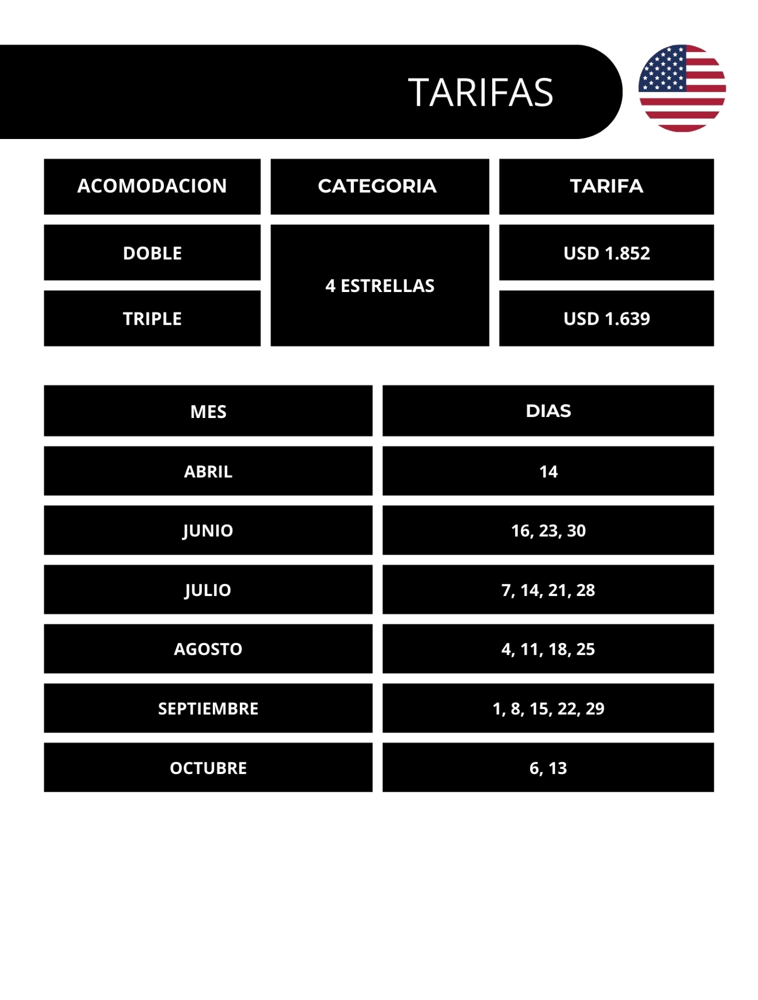 TARIFAS
ACOMODACION CATEGORIA TARIFA
DOBLE USD 1.852
4 ESTRELLAS
TRIPLE USD 1.639
MES DIAS
ABRIL 14
JUNIO 16, 23, 30
JULIO 7, 14, 21, 28
AGOSTO 4, 11, 18, 25
SEPTIEMBRE 1, 8, 15, 22, 29
OCTUBRE 6, 13